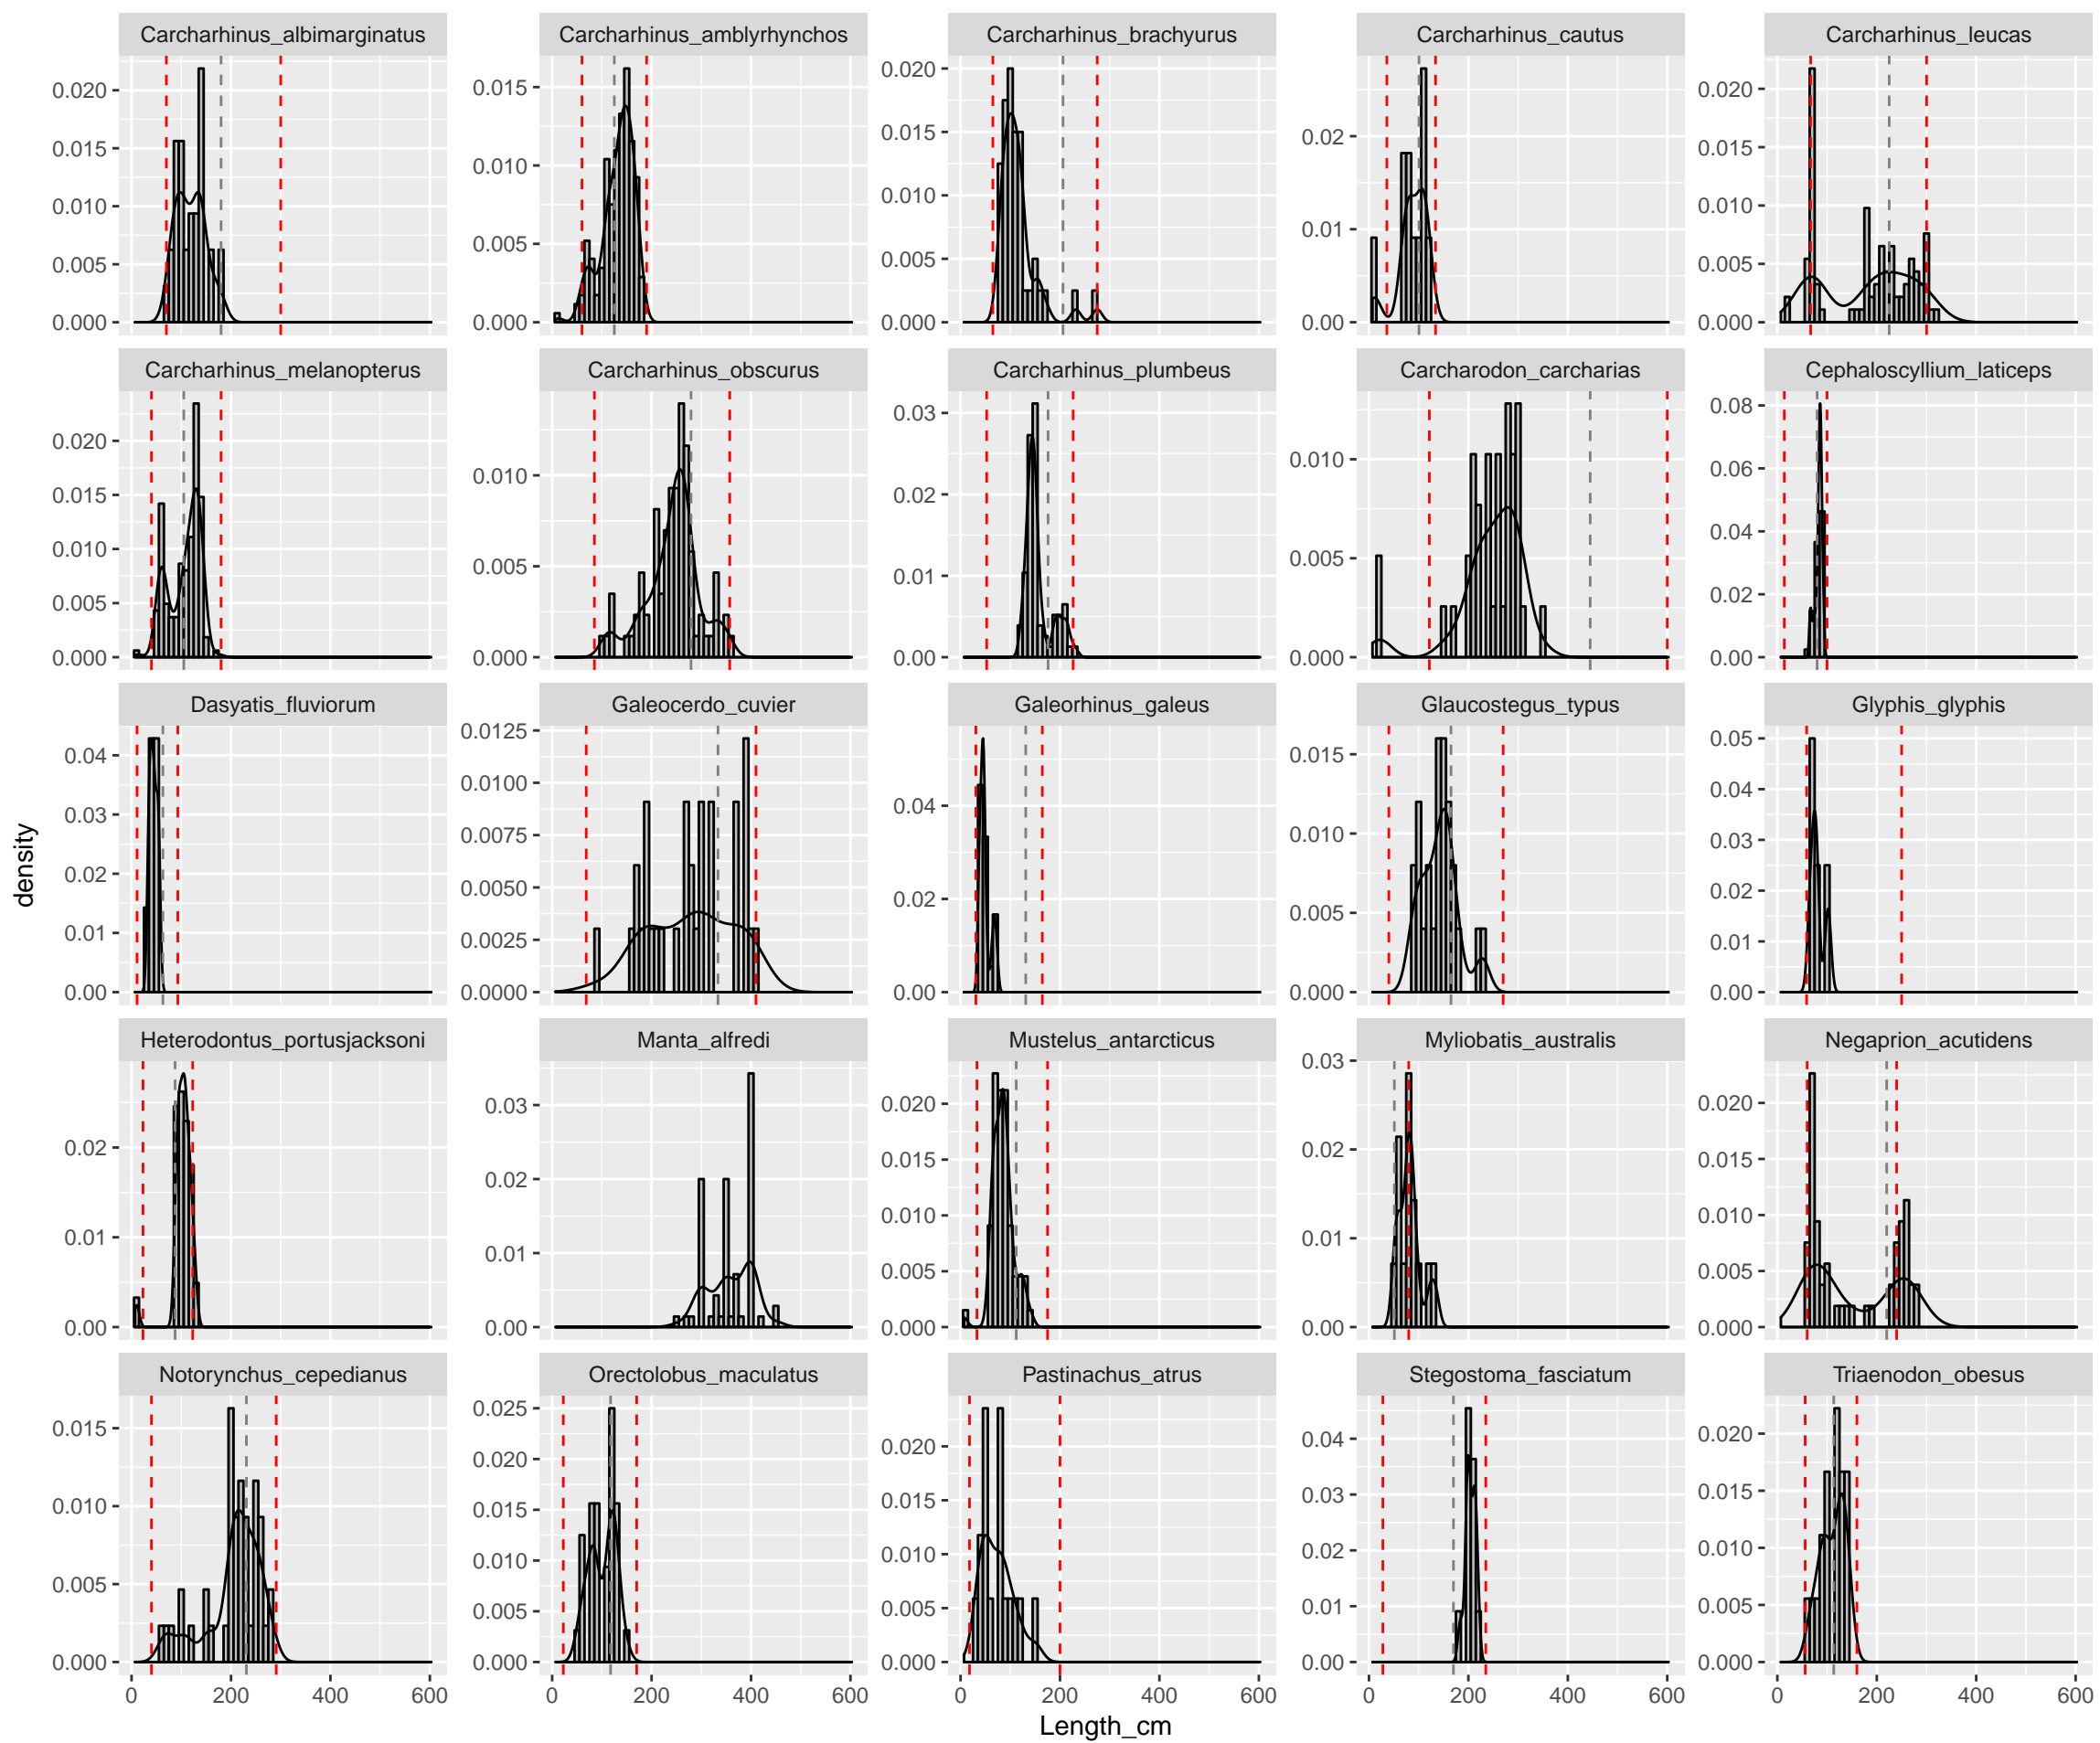 Carcharhinus_albimarginatus Carcharhinus_amblyrhynchos Carcharhinus_brachyurus Carcharhinus_cautus Carcharhinus_leucas
0.020 0.015 0.010 0.005 0.000
0.015 0.010 0.005 0.000
0.020 0.015 0.010 0.005 0.000
0.02 0.01 0.00
0.020 0.015 0.010 0.005 0.000
Carcharhinus_melanopterus Carcharhinus_obscurus Carcharhinus_plumbeus Carcharodon_carcharias Cephaloscyllium_laticeps
0.020 0.015 0.010 0.005 0.000
0.010 0.005 0.000
0.03 0.02 0.01 0.00
0.010 0.005 0.000
0.08 0.06 0.04 0.02 0.00
Dasyatis_fluviorum Galeocerdo_cuvier Galeorhinus_galeus Glaucostegus_typus Glyphis_glyphis
0.04 0.03 0.02 0.01 0.00
0.0125 0.0100 0.0075 0.0050 0.0025 0.0000
0.04 0.02 0.00
0.015 0.010 0.005 0.000
0.05 0.04 0.03 0.02 0.01 0.00
density
Heterodontus_portusjacksoni Manta_alfredi Mustelus_antarcticus Myliobatis_australis Negaprion_acutidens
0.02 0.01 0.00
0.03 0.02 0.01 0.00
0.020 0.015 0.010 0.005 0.000
0.03 0.02 0.01 0.00
0.020 0.015 0.010 0.005 0.000
Notorynchus_cepedianus Orectolobus_maculatus Pastinachus_atrus Stegostoma_fasciatum Triaenodon_obesus
0.015 0.010 0.005 0.000
0.025 0.020 0.015 0.010 0.005 0.000
0.020 0.015 0.010 0.005 0.000
0.04 0.03 0.02 0.01 0.00
0.020 0.015 0.010 0.005 0.000
0 200 400 600 0 200 400 600 0 200 400 600 0 200 400 600 0 200 400 600
Length_cm